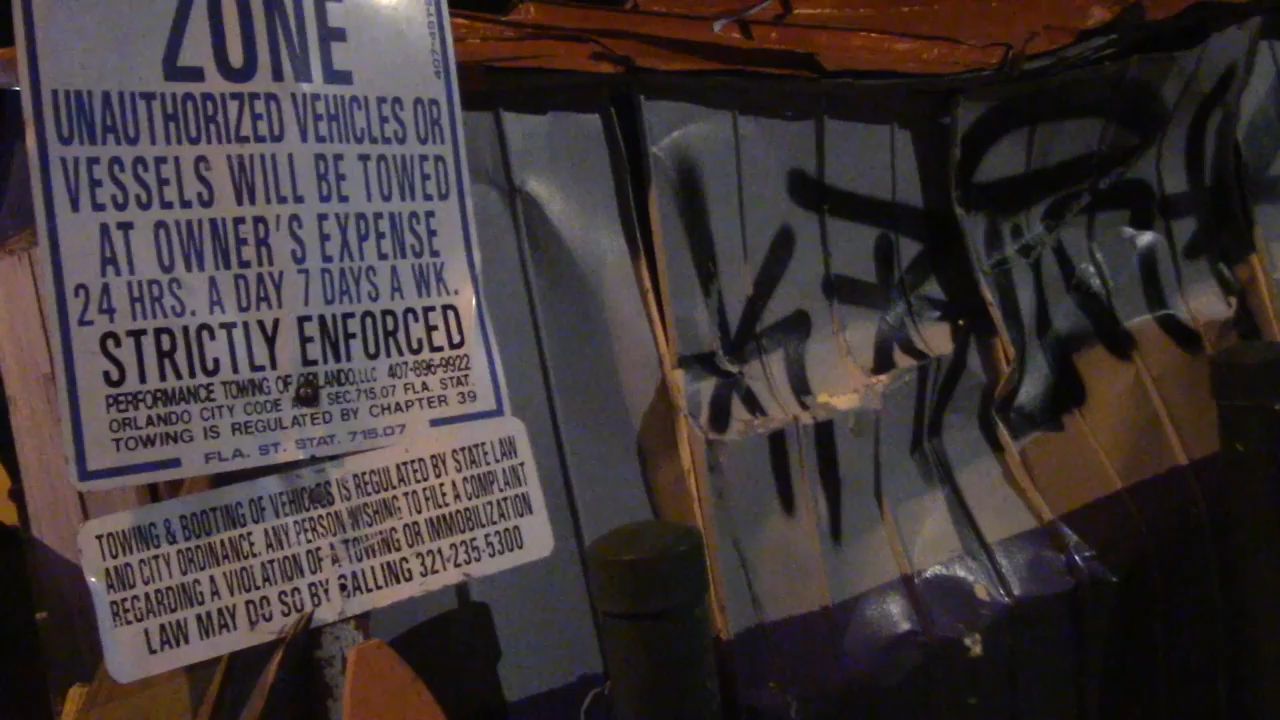 ZONE
UNAUTHORIZED VEHICLES OR
VESSELS WILL BE TOWED
AT OWNER'S EXPENSE
24 HRS. A DAY 7 DAYS A WK.
STRICTLY ENFORCED
PERFORMANCE TOWING OF ORLANDO,LLC 407-896-9922
ORLANDO CITY CODE AND SEC.715.07 FLA. STAT.
TOWING IS REGULATED BY CHAPTER 39
FLA. ST. STAT. 715.07
TOWING & BOOTING OF VEHICLES IS REGULATED BY STATE LAW
AND CITY ORDINANCE. ANY PERSON WISHING TO FILE A COMPLAINT
REGARDING A VIOLATION OF A TOWING OR IMMOBILIZATION
LAW MAY DO SO BY CALLING 321-235-5300